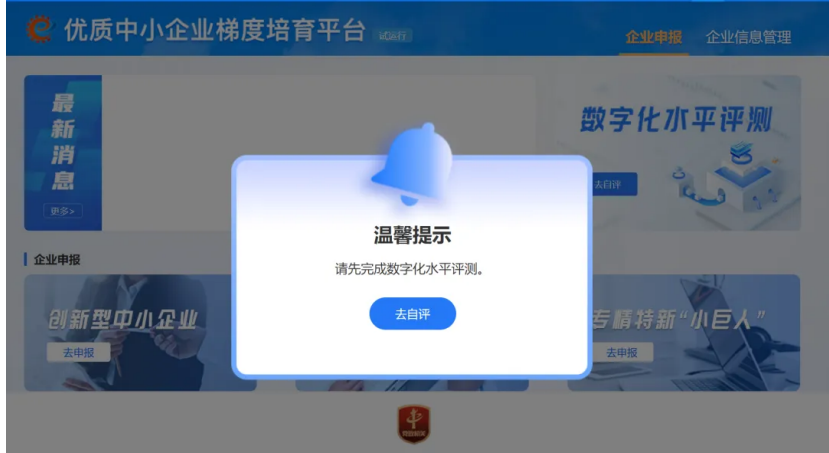 优质中小企业梯度培育平台 试运行
企业申报 企业信息管理
最新消息
更多>
数字化水平评测
去自评
温馨提示
请先完成数字化水平评测。
去自评
企业申报
创新型中小企业
去申报
专精特新“小巨人”
去申报